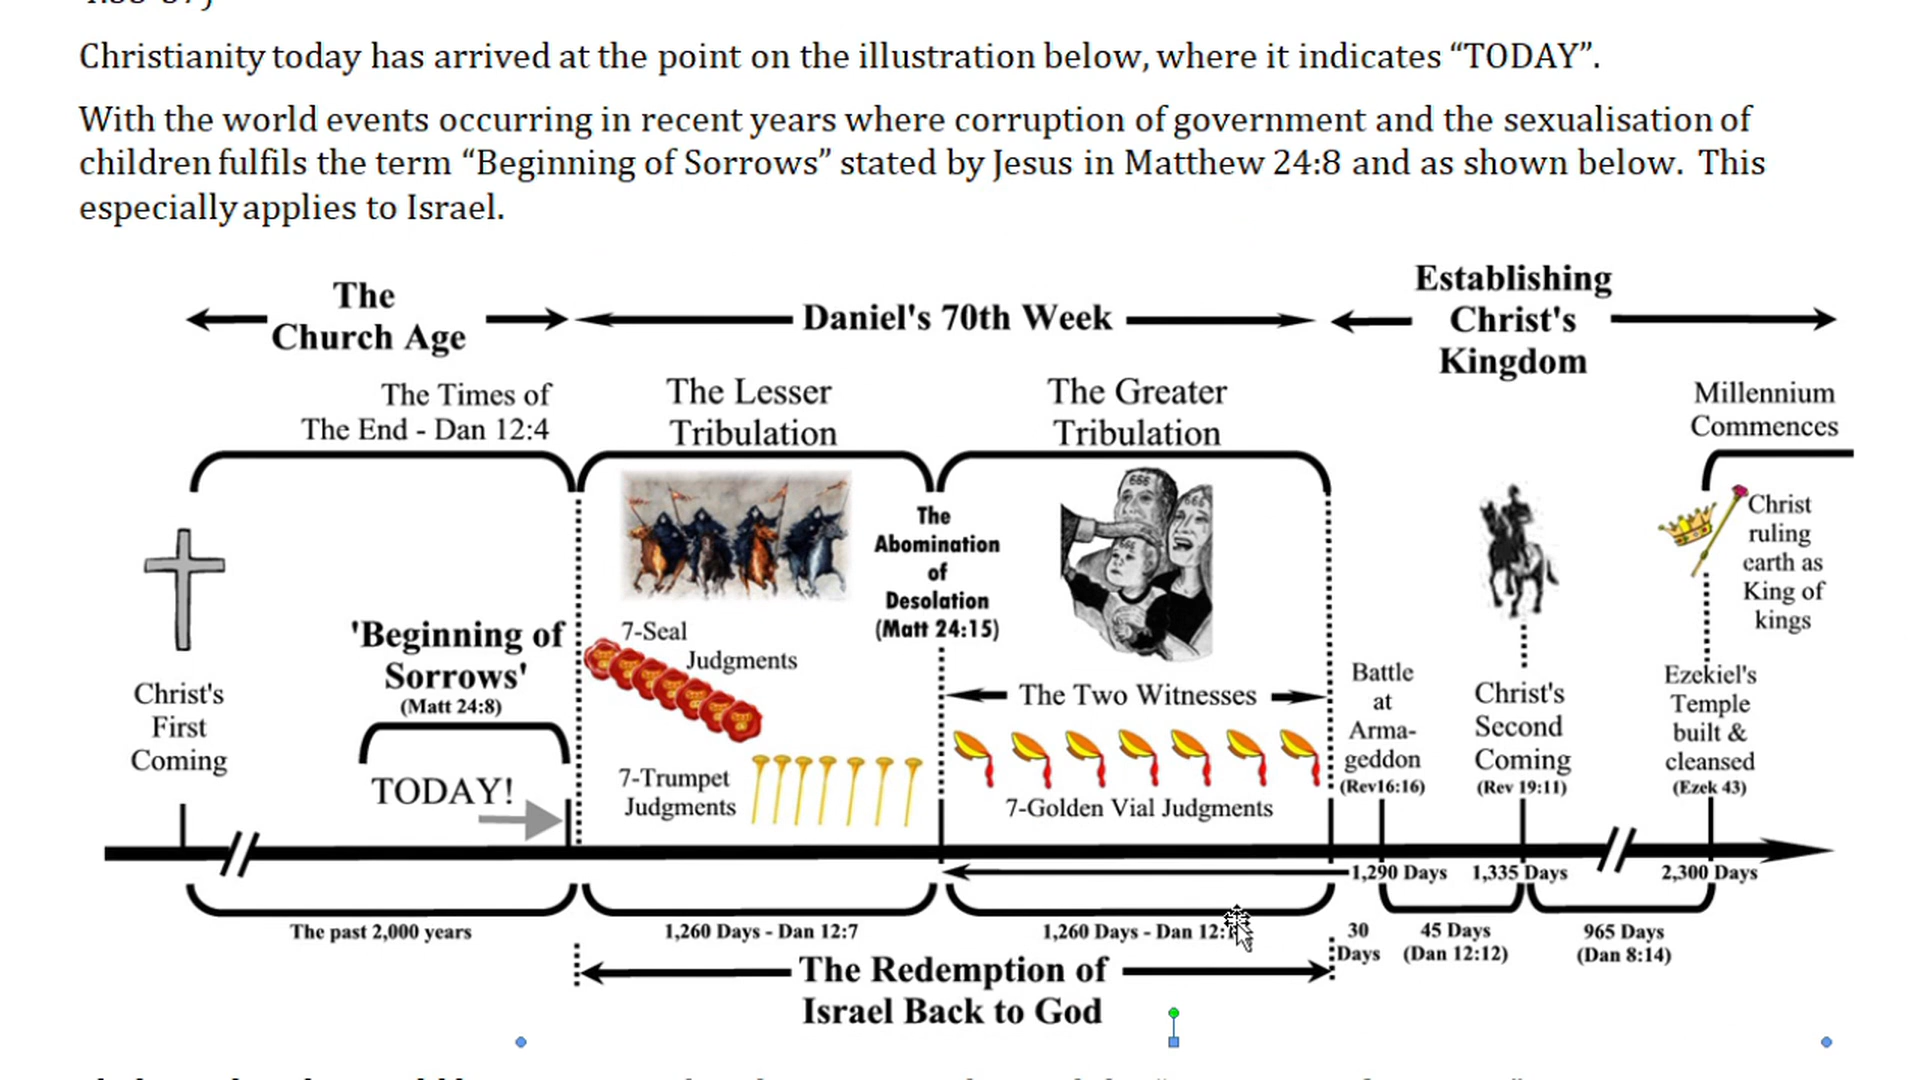 Christianity today has arrived at the point on the illustration below, where it indicates “TODAY”.
With the world events occurring in recent years where corruption of government and the sexualisation of
children fulfils the term “Beginning of Sorrows” stated by Jesus in Matthew 24:8 and as shown below. This
especially applies to Israel.
The
Church Age
Daniel's 70th Week
Establishing
Christ's
Kingdom
The Times of
The End - Dan 12:4
The Lesser
Tribulation
The Greater
Tribulation
Millennium
Commences
Christ's
First
Coming
'Beginning of
Sorrows'
(Matt 24:8)
TODAY!
7-Seal
Judgments
7-Trumpet
Judgments
The
Abomination
of
Desolation
(Matt 24:15)
666
666
666
The Two Witnesses
7-Golden Vial Judgments
Battle
at
Arma-
geddon
(Rev16:16)
Christ's
Second
Coming
(Rev 19:11)
Christ
ruling
earth as
King of
kings
Ezekiel's
Temple
built &
cleansed
(Ezek 43)
1,290 Days
1,335 Days
2,300 Days
The past 2,000 years
1,260 Days - Dan 12:7
1,260 Days - Dan
30
Days
45 Days
(Dan 12:12)
965 Days
(Dan 8:14)
The Redemption of
Israel Back to God